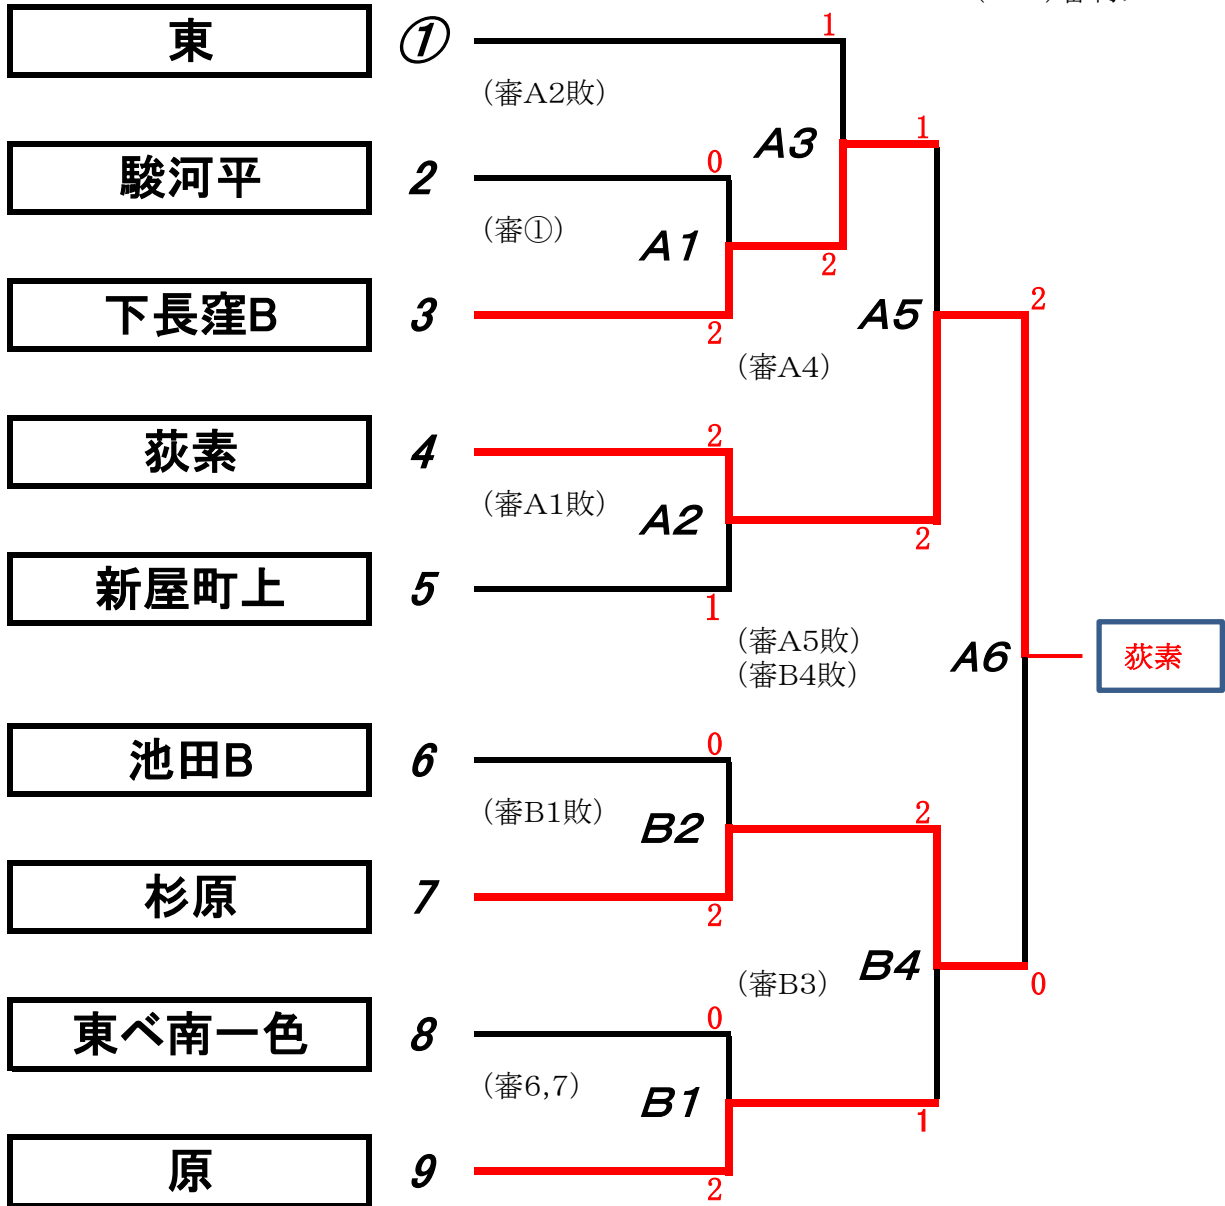 東 ① 1
(審A2敗)
A3 1
駿河平 2 0
(審①) A1 2
下長窪B 3 2
A5 2
(審A4)
荻素 4 2
(審A1敗) A2 2
新屋町上 5 1
(審A5敗)
(審B4敗)
A6 荻素
池田B 6 0
(審B1敗) B2 2
杉原 7 2
B4
(審B3) 0
東ベ南一色 8 0
(審6,7) B1 1
原 9 2